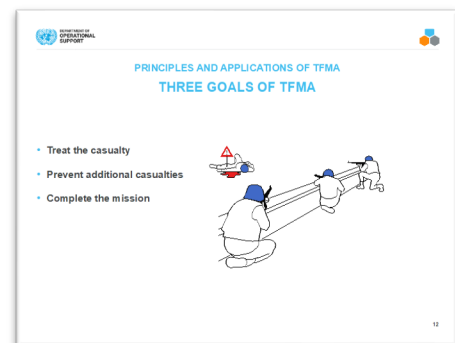 DEPARTMENT OF
OPERATIONAL
SUPPORT
PRINCIPLES AND APPLICATIONS OF TFMA
THREE GOALS OF TFMA
• Treat the casualty
• Prevent additional casualties
• Complete the mission
12